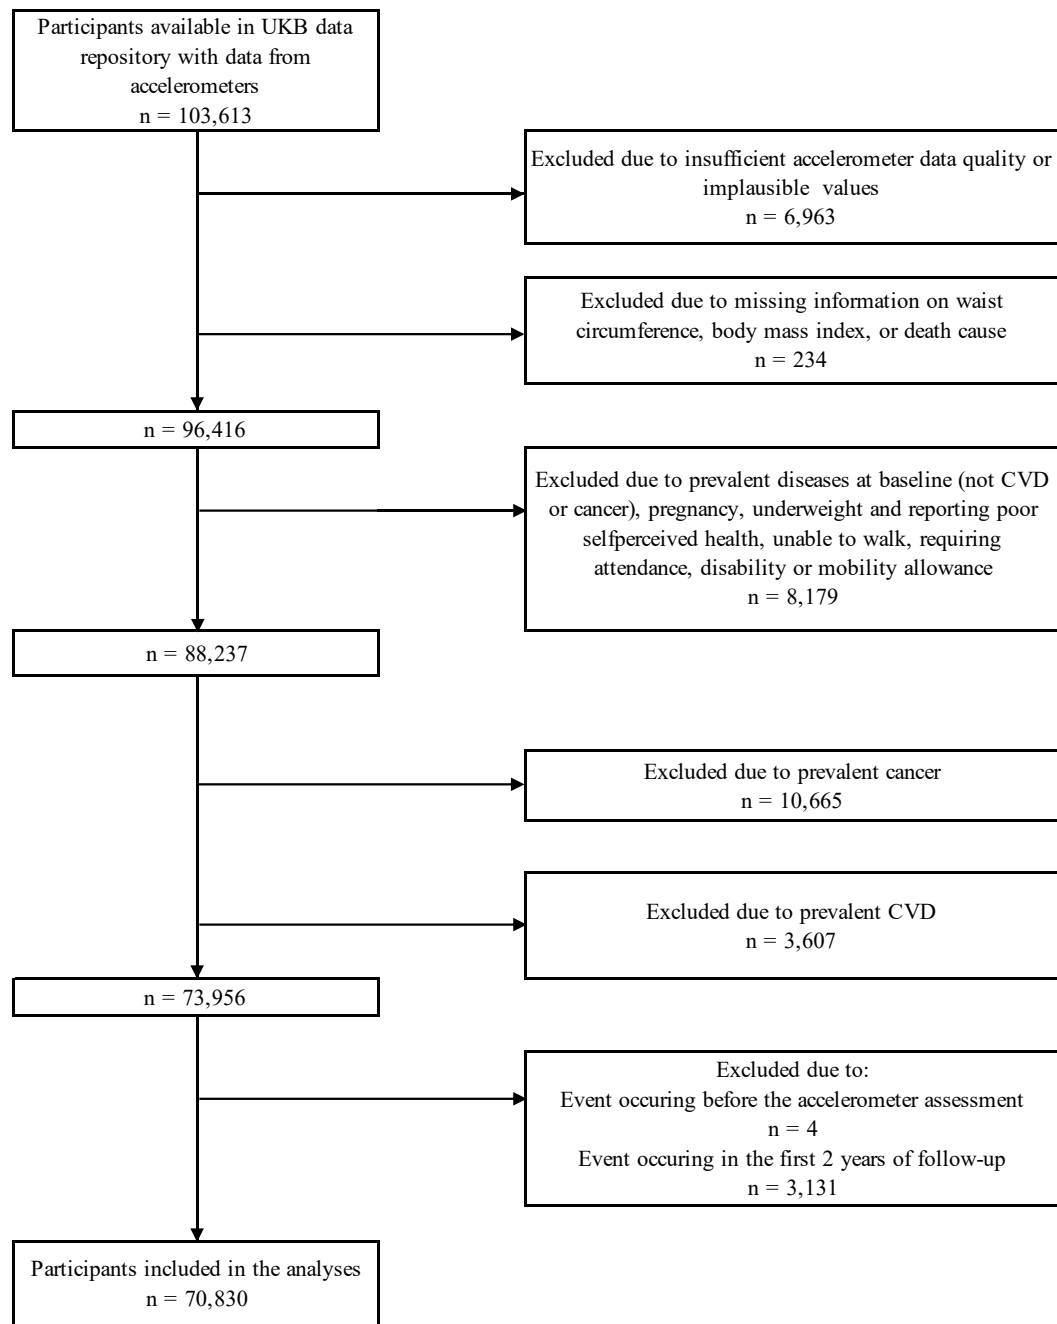 Participants available in UKB data
repository with data from
accelerometers
n = 103,613
Excluded due to insufficient accelerometer data quality or
implausible values
n = 6,963
Excluded due to missing information on waist
circumference, body mass index, or death cause
n = 234
n = 96,416
Excluded due to prevalent diseases at baseline (not CVD
or cancer), pregnancy, underweight and reporting poor
selfperceived health, unable to walk, requiring
attendance, disability or mobility allowance
n = 8,179
n = 88,237
Excluded due to prevalent cancer
n = 10,665
Excluded due to prevalent CVD
n = 3,607
n = 73,956
Excluded due to:
Event occuring before the accelerometer assessment
n = 4
Event occuring in the first 2 years of follow-up
n = 3,131
Participants included in the analyses
n = 70,830